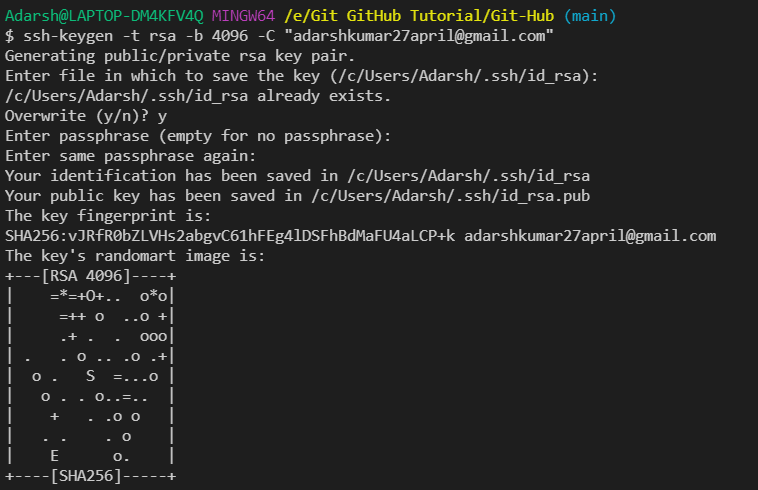 Adarsh@LAPTOP-DM4KFV4Q MINGW64 /e/Git GitHub Tutorial/Git-Hub (main)
$ ssh-keygen -t rsa -b 4096 -C "adarshkumar27april@gmail.com"
Generating public/private rsa key pair.
Enter file in which to save the key (/c/Users/Adarsh/.ssh/id_rsa):
/c/Users/Adarsh/.ssh/id_rsa already exists.
Overwrite (y/n)? y
Enter passphrase (empty for no passphrase):
Enter same passphrase again:
Your identification has been saved in /c/Users/Adarsh/.ssh/id_rsa
Your public key has been saved in /c/Users/Adarsh/.ssh/id_rsa.pub
The key fingerprint is:
SHA256:vJRfR0bZLVHs2abgvC61hFEg4lDSFhBdMaFU4aLCP+k adarshkumar27april@gmail.com
The key's randomart image is:
+---[RSA 4096]----+
|    =*=+O+..  o*o|
|     =++ o  ..o +|
|     .+ .  .  ooo|
| .   . o .. .o .+|
|  o .   S  =...o |
|   o . . o..=..  |
|    +   . .o o   |
|   . .    . o    |
|    E      o.    |
+----[SHA256]-----+